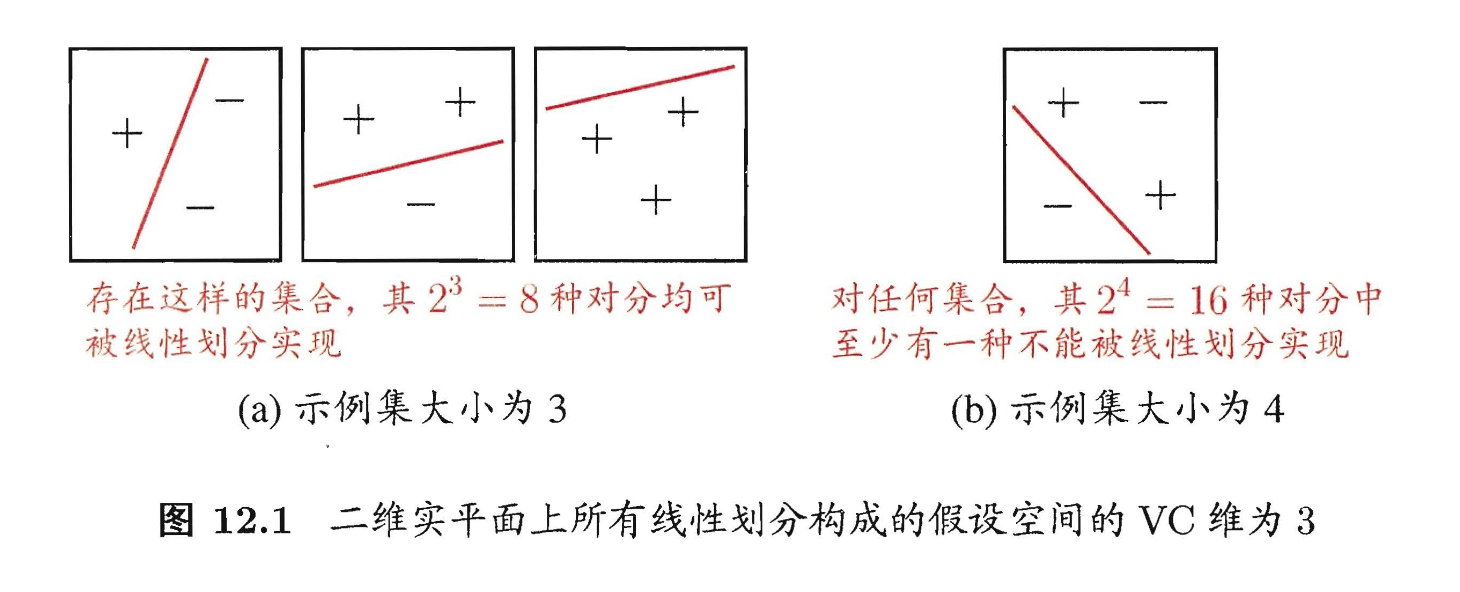 存在这样的集合，其 2³ = 8 种对分均可
被线性划分实现
对任何集合，其 2⁴ = 16 种对分中
至少有一种不能被线性划分实现
(a) 示例集大小为 3
(b) 示例集大小为 4
图 12.1 二维实平面上所有线性划分构成的假设空间的 VC 维为 3